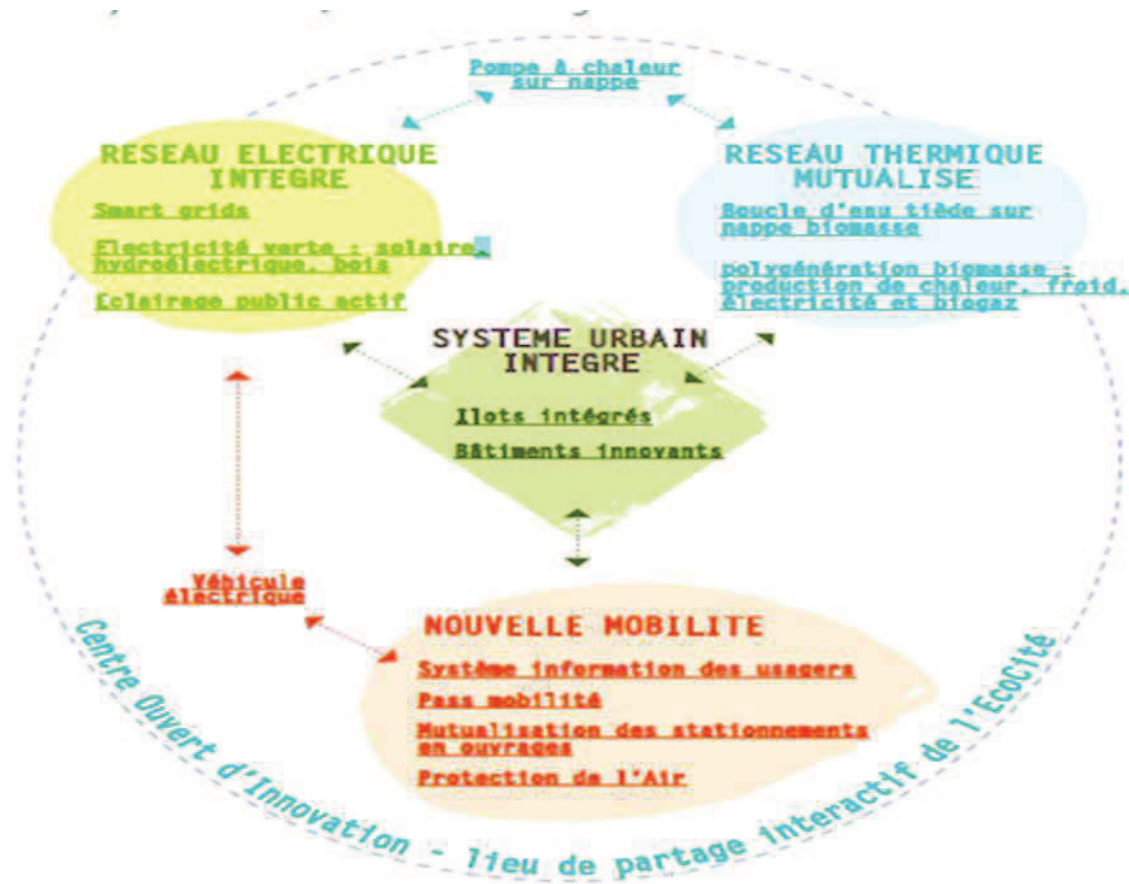 Pompe à chaleur
sur nappe
RESEAU ELECTRIQUE
INTEGRE
Smart grids
Electricité verte : solaire,
hydroélectrique, bois
Eclairage public actif
RESEAU THERMIQUE
MUTUALISE
Boucle d'eau tiède sur
nappe biomasse
polygénération biomasse :
production de chaleur, froid,
électricité et biogaz
SYSTEME URBAIN
INTEGRE
Ilots intégrés
Bâtiments innovants
Véhicule
électrique
NOUVELLE MOBILITE
Système information des usagers
Pass mobilité
Mutualisation des stationnements
en ouvrages
Protection de l'Air
Centre Ouvert d'Innovation - lieu de partage interactif de l'EcoCité